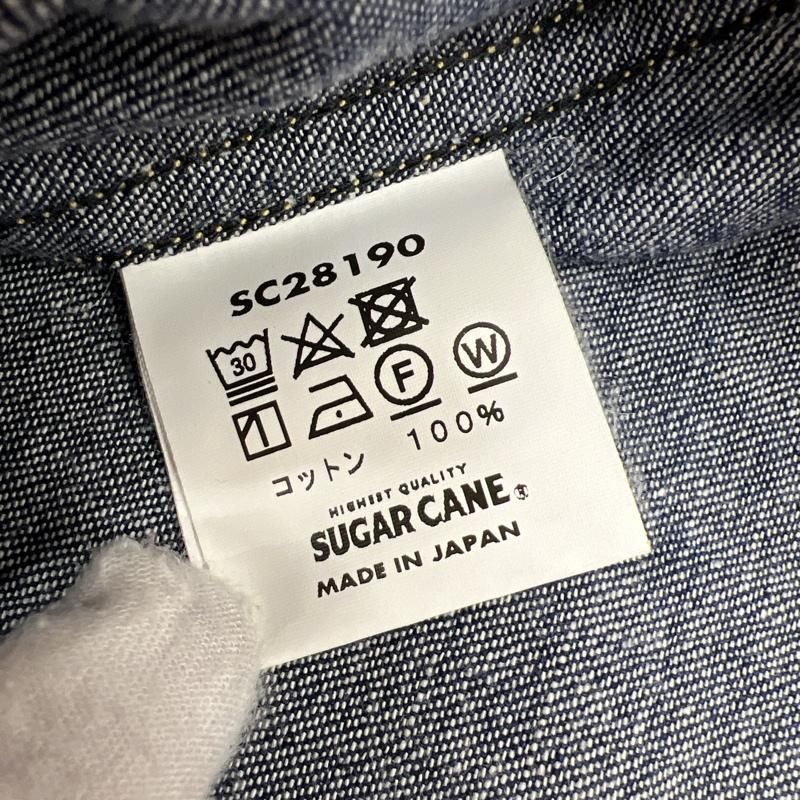 SC28190
30
F W
コットン 100%
HIGHEST QUALITY
SUGAR CANE ®
MADE IN JAPAN